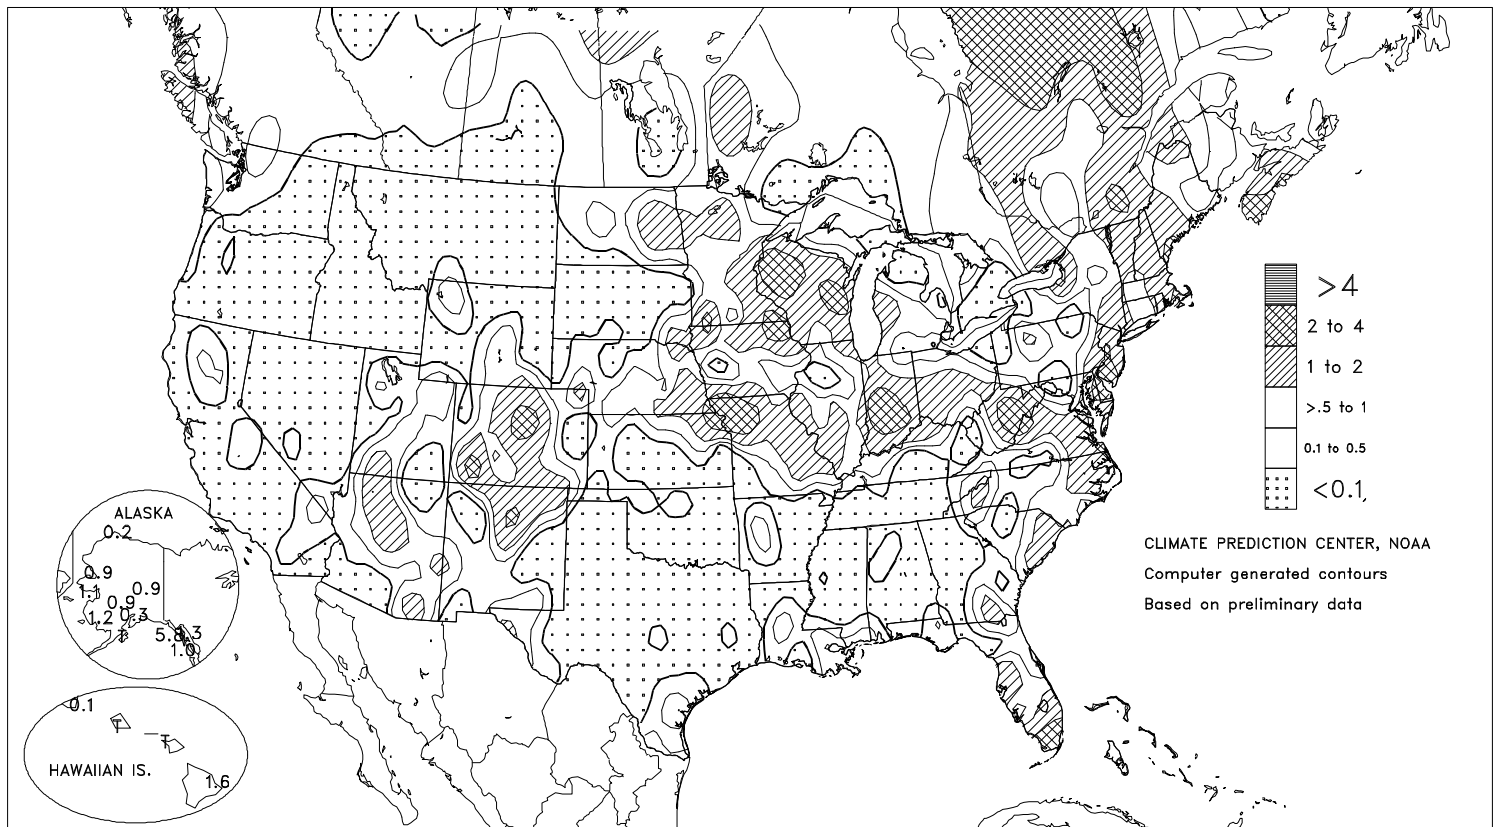 >4
2 to 4
1 to 2
>.5 to 1
0.1 to 0.5
<0.1,
CLIMATE PREDICTION CENTER, NOAA
Computer generated contours
Based on preliminary data
ALASKA
0.2
0.9
1.1
0.9
0.9
1.2
0.3
T
5.8
1.0
0.1
T
T
HAWAIIAN IS.
1.6